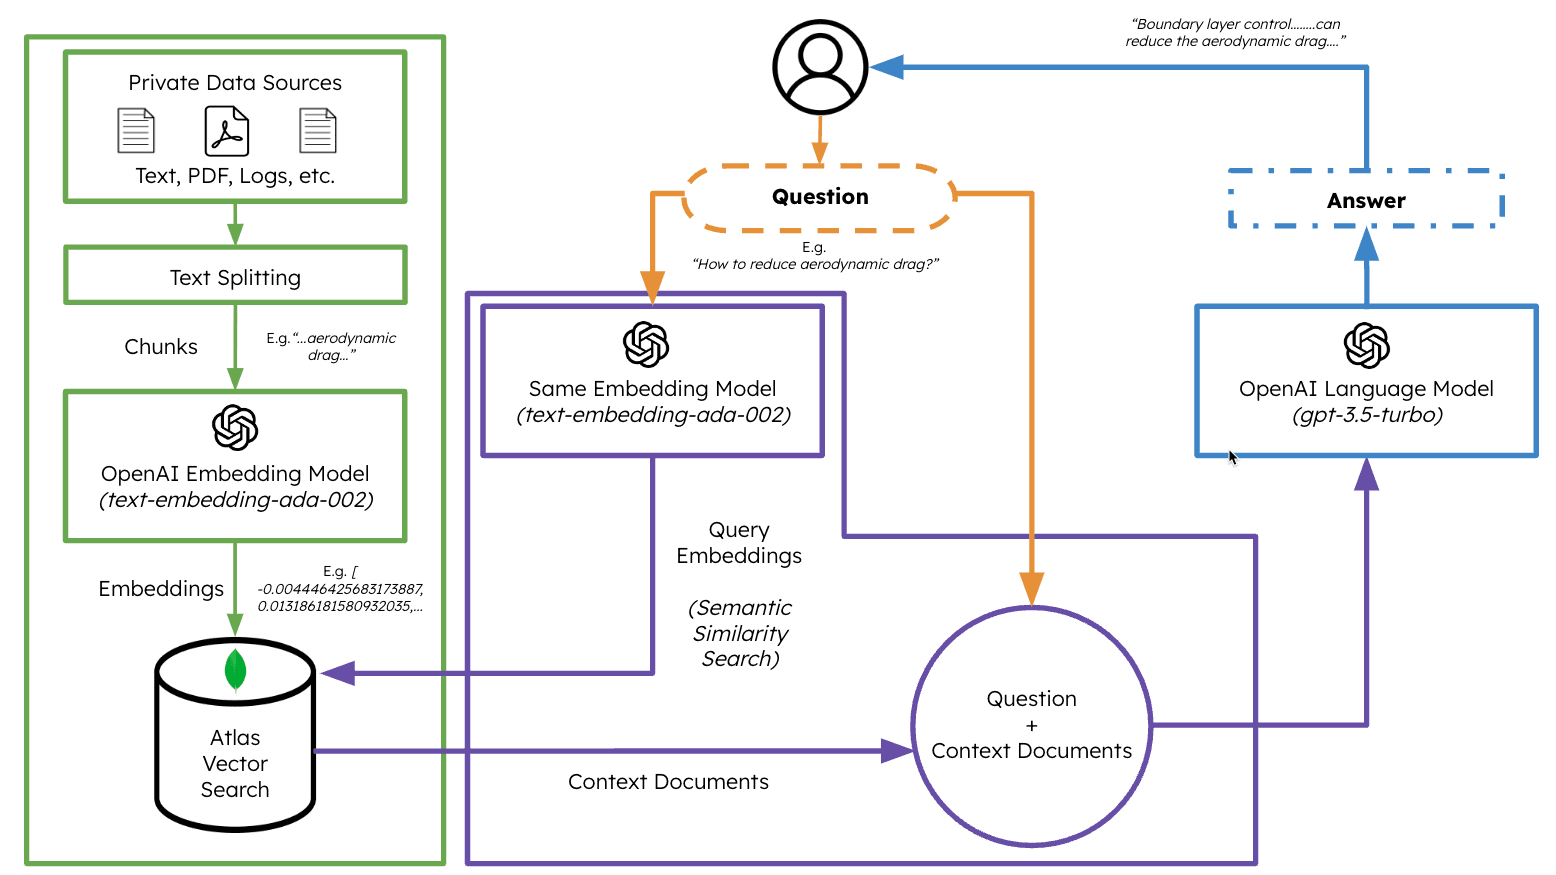 Private Data Sources
Text, PDF, Logs, etc.
Text Splitting
Chunks
E.g.“...aerodynamic
drag...”
OpenAI Embedding Model
(text-embedding-ada-002)
Embeddings
E.g. [
-0.004446425683173887,
0.013186181580932035,...
Atlas
Vector
Search
Question
E.g.
“How to reduce aerodynamic drag?”
Same Embedding Model
(text-embedding-ada-002)
Query
Embeddings
(Semantic
Similarity
Search)
Context Documents
Question
+
Context Documents
OpenAI Language Model
(gpt-3.5-turbo)
Answer
“Boundary layer control........can
reduce the aerodynamic drag....”